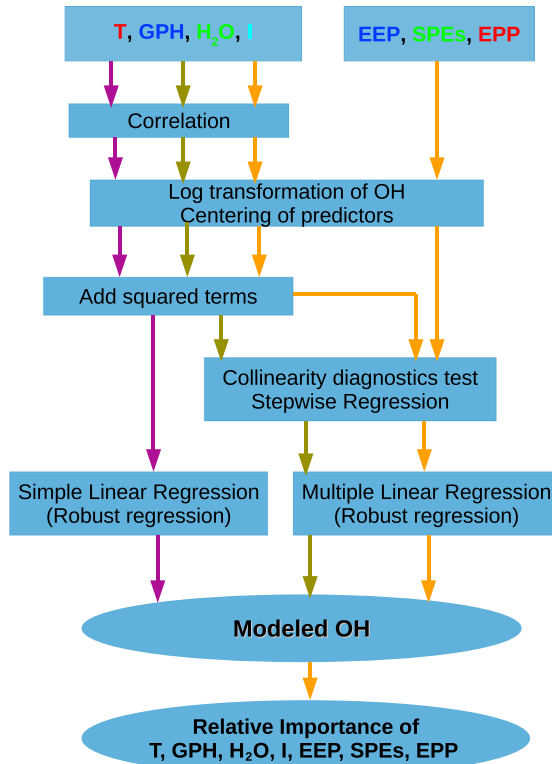 T, GPH, H₂O, I
EEP, SPEs, EPP
Correlation
Log transformation of OH
Centering of predictors
Add squared terms
Collinearity diagnostics test
Stepwise Regression
Simple Linear Regression
(Robust regression)
Multiple Linear Regression
(Robust regression)
Modeled OH
Relative Importance of
T, GPH, H₂O, I, EEP, SPEs, EPP